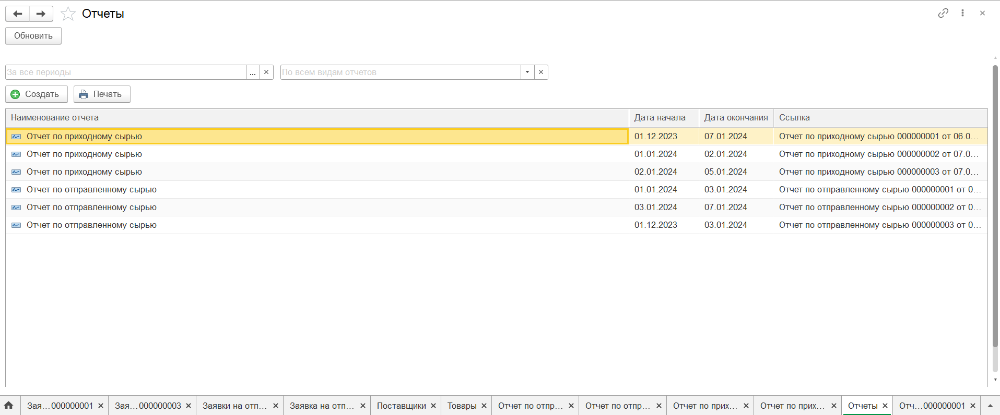 Отчеты
Обновить
За все периоды ...
По всем видам отчетов
Создать Печать
Наименование отчета Дата начала Дата окончания Ссылка
Отчет по приходному сырью 01.12.2023 07.01.2024 Отчет по приходному сырью 000000001 от 06.0...
Отчет по приходному сырью 01.01.2024 02.01.2024 Отчет по приходному сырью 000000002 от 07.0...
Отчет по приходному сырью 02.01.2024 05.01.2024 Отчет по приходному сырью 000000003 от 07.0...
Отчет по отправленному сырью 01.01.2024 03.01.2024 Отчет по отправленному сырью 000000001 от 0...
Отчет по отправленному сырью 03.01.2024 07.01.2024 Отчет по отправленному сырью 000000002 от 0...
Отчет по отправленному сырью 01.12.2023 03.01.2024 Отчет по отправленному сырью 000000003 от 0...
Зая...000000001 Зая...000000003 Заявки на отп... Заявка на отп... Поставщики Товары Отчет по отпр... Отчет по отпр... Отчет по прих... Отчет по прих... Отчеты Отч...000000001